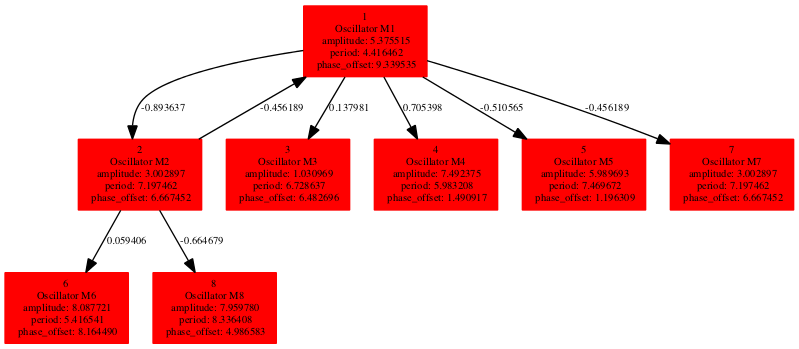 1
Oscillator M1
amplitude: 5.375515
period: 4.416462
phase_offset: 9.339535
-0.893637
-0.456189
0.137981
0.705398
-0.510565
-0.456189
2
Oscillator M2
amplitude: 3.002897
period: 7.197462
phase_offset: 6.667452
3
Oscillator M3
amplitude: 1.030969
period: 6.728637
phase_offset: 6.482696
4
Oscillator M4
amplitude: 7.492375
period: 5.983208
phase_offset: 1.490917
5
Oscillator M5
amplitude: 5.989693
period: 7.469672
phase_offset: 1.196309
7
Oscillator M7
amplitude: 3.002897
period: 7.197462
phase_offset: 6.667452
0.059406
-0.664679
6
Oscillator M6
amplitude: 8.087721
period: 5.416541
phase_offset: 8.164490
8
Oscillator M8
amplitude: 7.959780
period: 8.336408
phase_offset: 4.986583